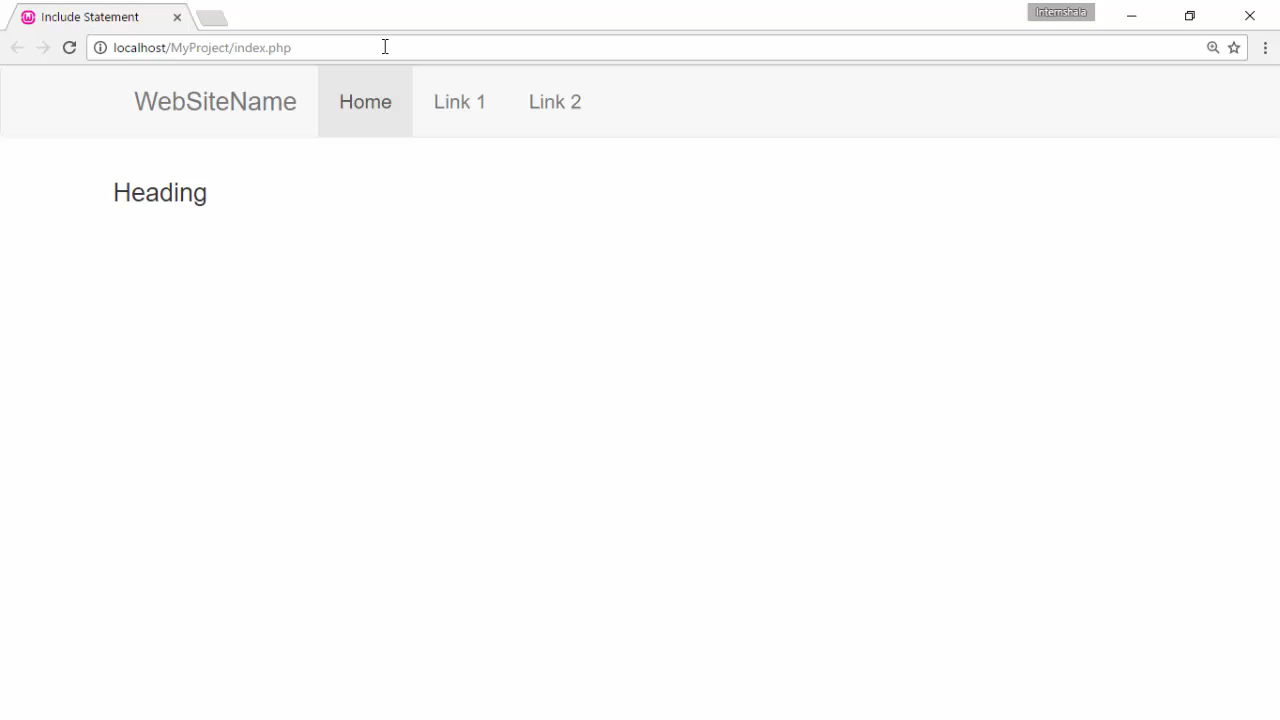 Include Statement
Internshala
localhost/MyProject/index.php
WebSiteName Home Link 1 Link 2
Heading